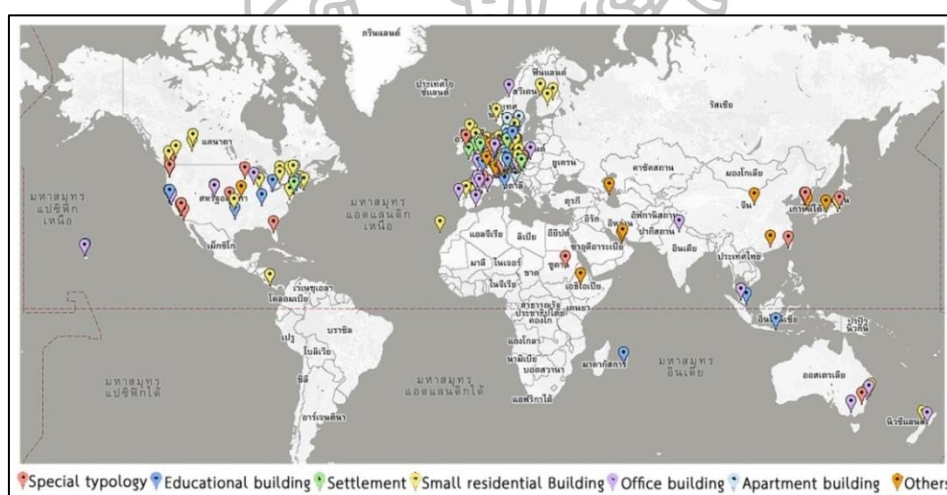 กรีนแลนด์
ประเทศไอซ์แลนด์
ฟินแลนด์
สวีเดน
รัสเซีย
แคนาดา
ยูเครน
คาซัคสถาน
มองโกเลีย
สหรัฐอเมริกา
อิตาลี
ตุรกี
จีน
เกาหลีใต้
มหาสมุทร
แปซิฟิก
เหนือ
มหาสมุทร
แอตแลนติก
เหนือ
อิรัก
อัฟกานิสถาน
ปากีสถาน
เม็กซิโก
แอลจีเรีย
ลิเบีย
อียิปต์
ซาอุดีอาระเบีย
อินเดีย
ประเทศไทย
มาลี
ไนเจอร์
ชาด
ซูดาน
เวเนซุเอลา
โคลอมเบีย
ไนจีเรีย
เอธิโอเปีย
เคนยา
อินโดนีเซีย
ปาปัว
นิวกินี
เปรู
บราซิล
โบลิเวีย
แองโกลา
นามิเบีย
บอตสวานา
มาดากัสการ์
มหาสมุทร
อินเดีย
ออสเตรเลีย
มหาสมุทร
แปซิฟิกใต้
ชิลี
มหาสมุทร
แอตแลนติกใต้
แอฟริกาใต้
อาร์เจนตินา
นิวซีแลนด์
Special typology Educational building Settlement Small residential Building Office building Apartment building Others